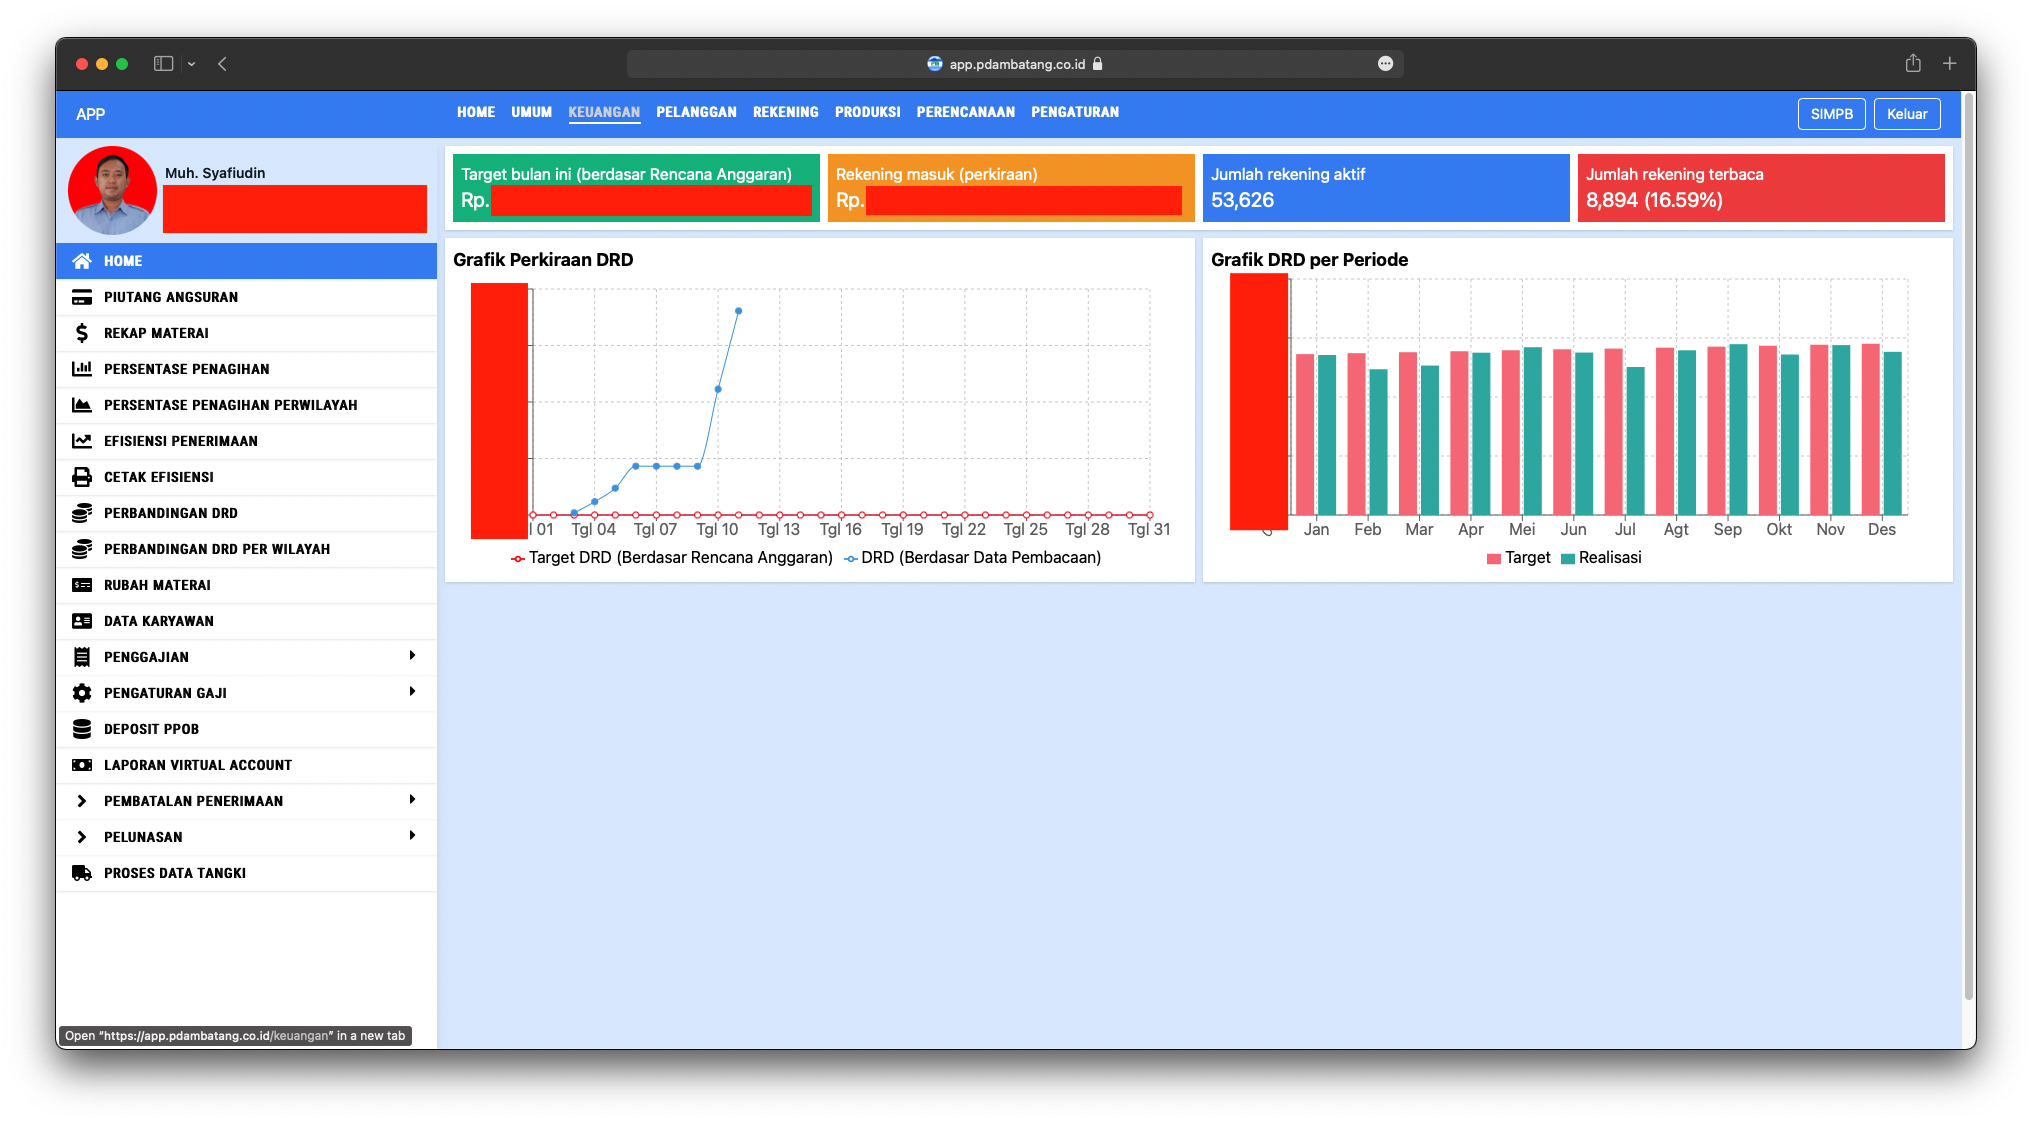 app.pdambatang.co.id
APP
HOME UMUM KEUANGAN PELANGGAN REKENING PRODUKSI PERENCANAAN PENGATURAN
SIMPB Keluar
Muh. Syafiudin
HOME
PIUTANG ANGSURAN
REKAP MATERAI
PERSENTASE PENAGIHAN
PERSENTASE PENAGIHAN PERWILAYAH
EFISIENSI PENERIMAAN
CETAK EFISIENSI
PERBANDINGAN DRD
PERBANDINGAN DRD PER WILAYAH
RUBAH MATERAI
DATA KARYAWAN
PENGGAJIAN
PENGATURAN GAJI
DEPOSIT PPOB
LAPORAN VIRTUAL ACCOUNT
PEMBATALAN PENERIMAAN
PELUNASAN
PROSES DATA TANGKI
Target bulan ini (berdasar Rencana Anggaran)
Rp.
Rekening masuk (perkiraan)
Rp.
Jumlah rekening aktif
53,626
Jumlah rekening terbaca
8,894 (16.59%)
Grafik Perkiraan DRD
01 Tgl 04 Tgl 07 Tgl 10 Tgl 13 Tgl 16 Tgl 19 Tgl 22 Tgl 25 Tgl 28 Tgl 31
Target DRD (Berdasar Rencana Anggaran) DRD (Berdasar Data Pembacaan)
Grafik DRD per Periode
Jan Feb Mar Apr Mei Jun Jul Agt Sep Okt Nov Des
Target Realisasi
Open “https://app.pdambatang.co.id/keuangan” in a new tab